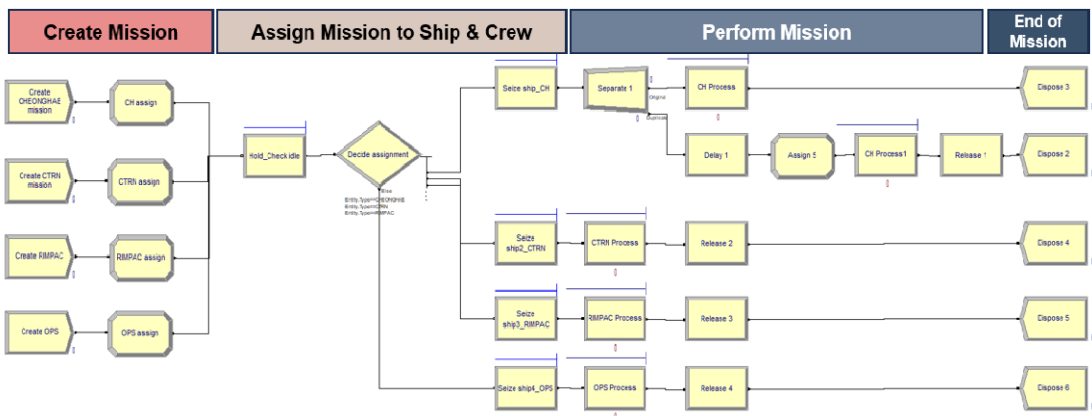 Create Mission
Assign Mission to Ship & Crew
Perform Mission
End of
Mission
Create
CHEONGHAE
mission
CH assign
Create CTRN
mission
CTRN assign
Create RIMPAC
RIMPAC assign
Create OPS
OPS assign
Hold_Check idle
Decide assignment
Else
Entity.Type==CHEONGHAE
Entity.Type==CTRN
Entity.Type==RIMPAC
Seize ship_CH
Separate 1
Original
Duplicate
CH Process
Dispose 3
Delay 1
Assign 5
CH Process1
Release 1
Dispose 2
Seize
ship2_CTRN
CTRN Process
Release 2
Dispose 4
Seize
ship3_RIMPAC
RIMPAC Process
Release 3
Dispose 5
Seize ship4_OPS
OPS Process
Release 4
Dispose 6